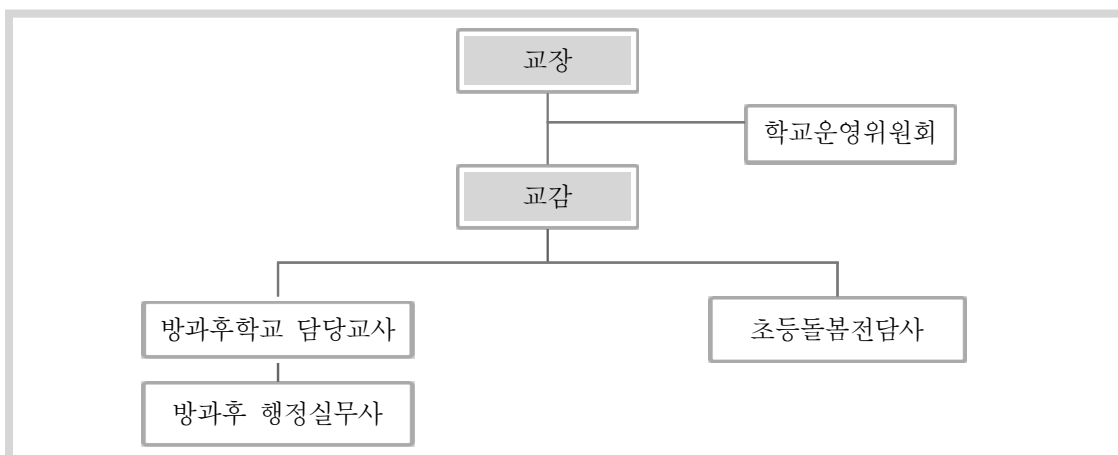 교장
학교운영위원회
교감
방과후학교 담당교사
초등돌봄전담사
방과후 행정실무사